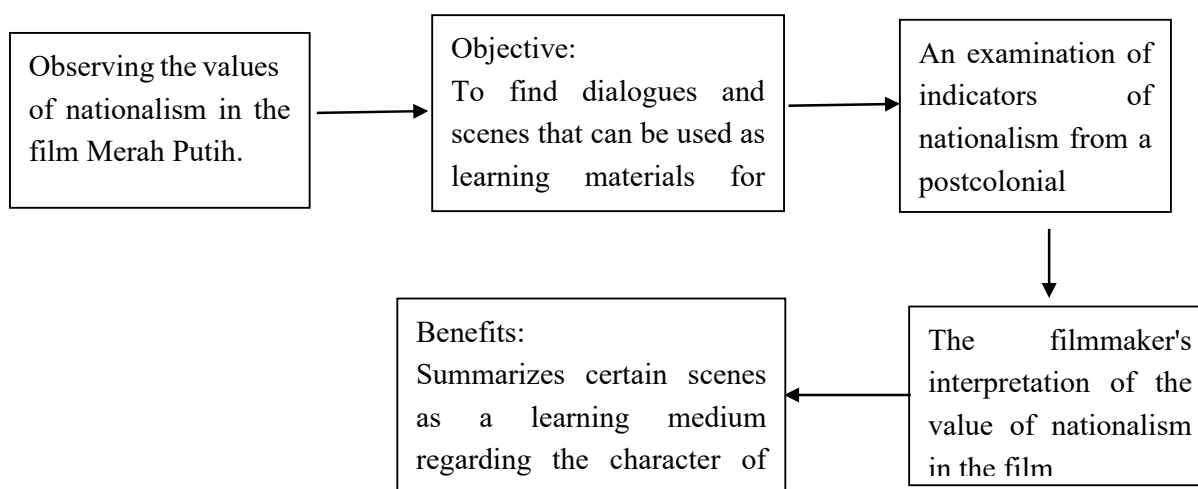 Observing the values
of nationalism in the
film Merah Putih.
Objective:
To find dialogues and
scenes that can be used as
learning materials for
An examination of
indicators of
nationalism from a
postcolonial
The filmmaker's
interpretation of the
value of nationalism
in the film
Benefits:
Summarizes certain scenes
as a learning medium
regarding the character of